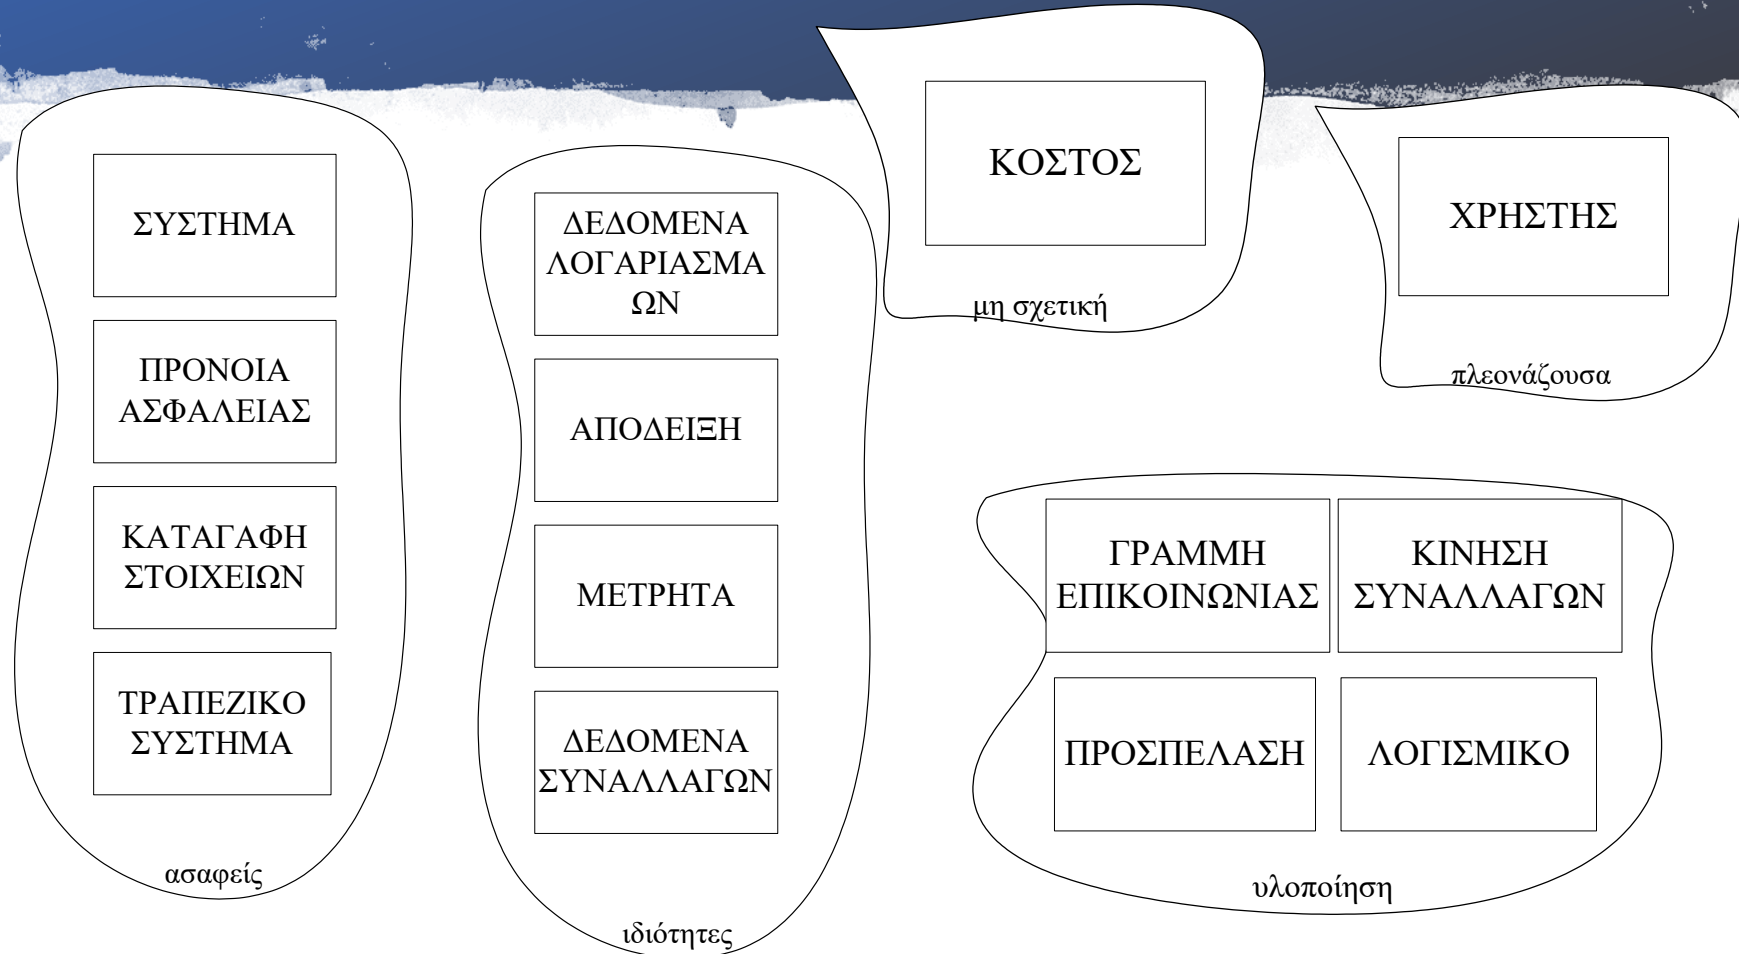 ΣΥΣΤΗΜΑ
ΠΡΟΝΟΙΑ
ΑΣΦΑΛΕΙΑΣ
ΚΑΤΑΓΑΦΗ
ΣΤΟΙΧΕΙΩΝ
ΤΡΑΠΕΖΙΚΟ
ΣΥΣΤΗΜΑ
ασαφείς
ΔΕΔΟΜΕΝΑ
ΛΟΓΑΡΙΑΣΜΑ
ΩΝ
ΑΠΟΔΕΙΞΗ
ΜΕΤΡΗΤΑ
ΔΕΔΟΜΕΝΑ
ΣΥΝΑΛΛΑΓΩΝ
ιδιότητες
ΚΟΣΤΟΣ
μη σχετική
ΧΡΗΣΤΗΣ
πλεονάζουσα
ΓΡΑΜΜΗ
ΕΠΙΚΟΙΝΩΝΙΑΣ
ΚΙΝΗΣΗ
ΣΥΝΑΛΛΑΓΩΝ
ΠΡΟΣΠΕΛΑΣΗ
ΛΟΓΙΣΜΙΚΟ
υλοποίηση